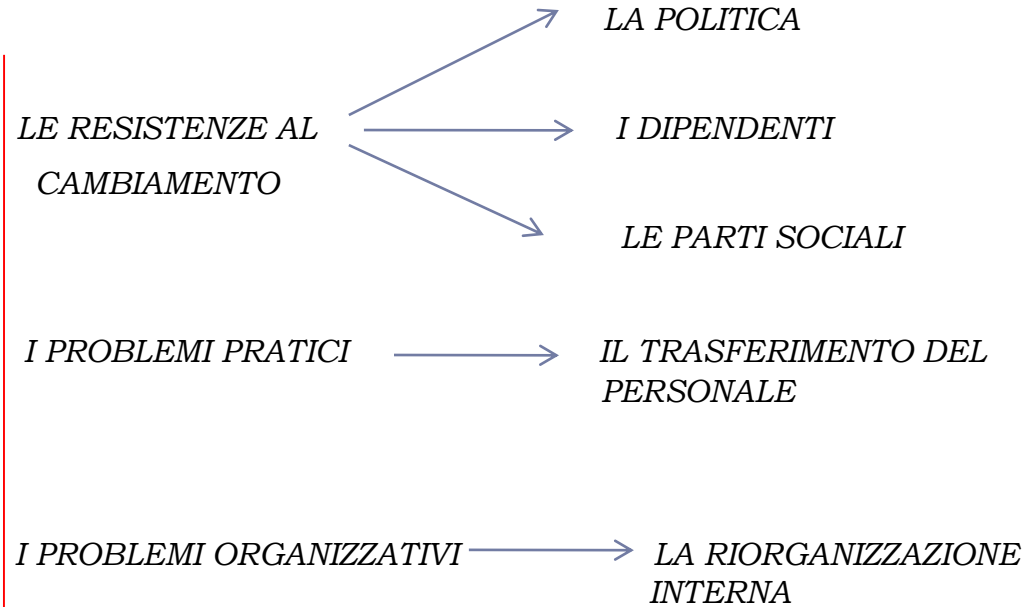 LA POLITICA
LE RESISTENZE AL
CAMBIAMENTO
I DIPENDENTI
LE PARTI SOCIALI
I PROBLEMI PRATICI
IL TRASFERIMENTO DEL
PERSONALE
I PROBLEMI ORGANIZZATIVI
LA RIORGANIZZAZIONE
INTERNA